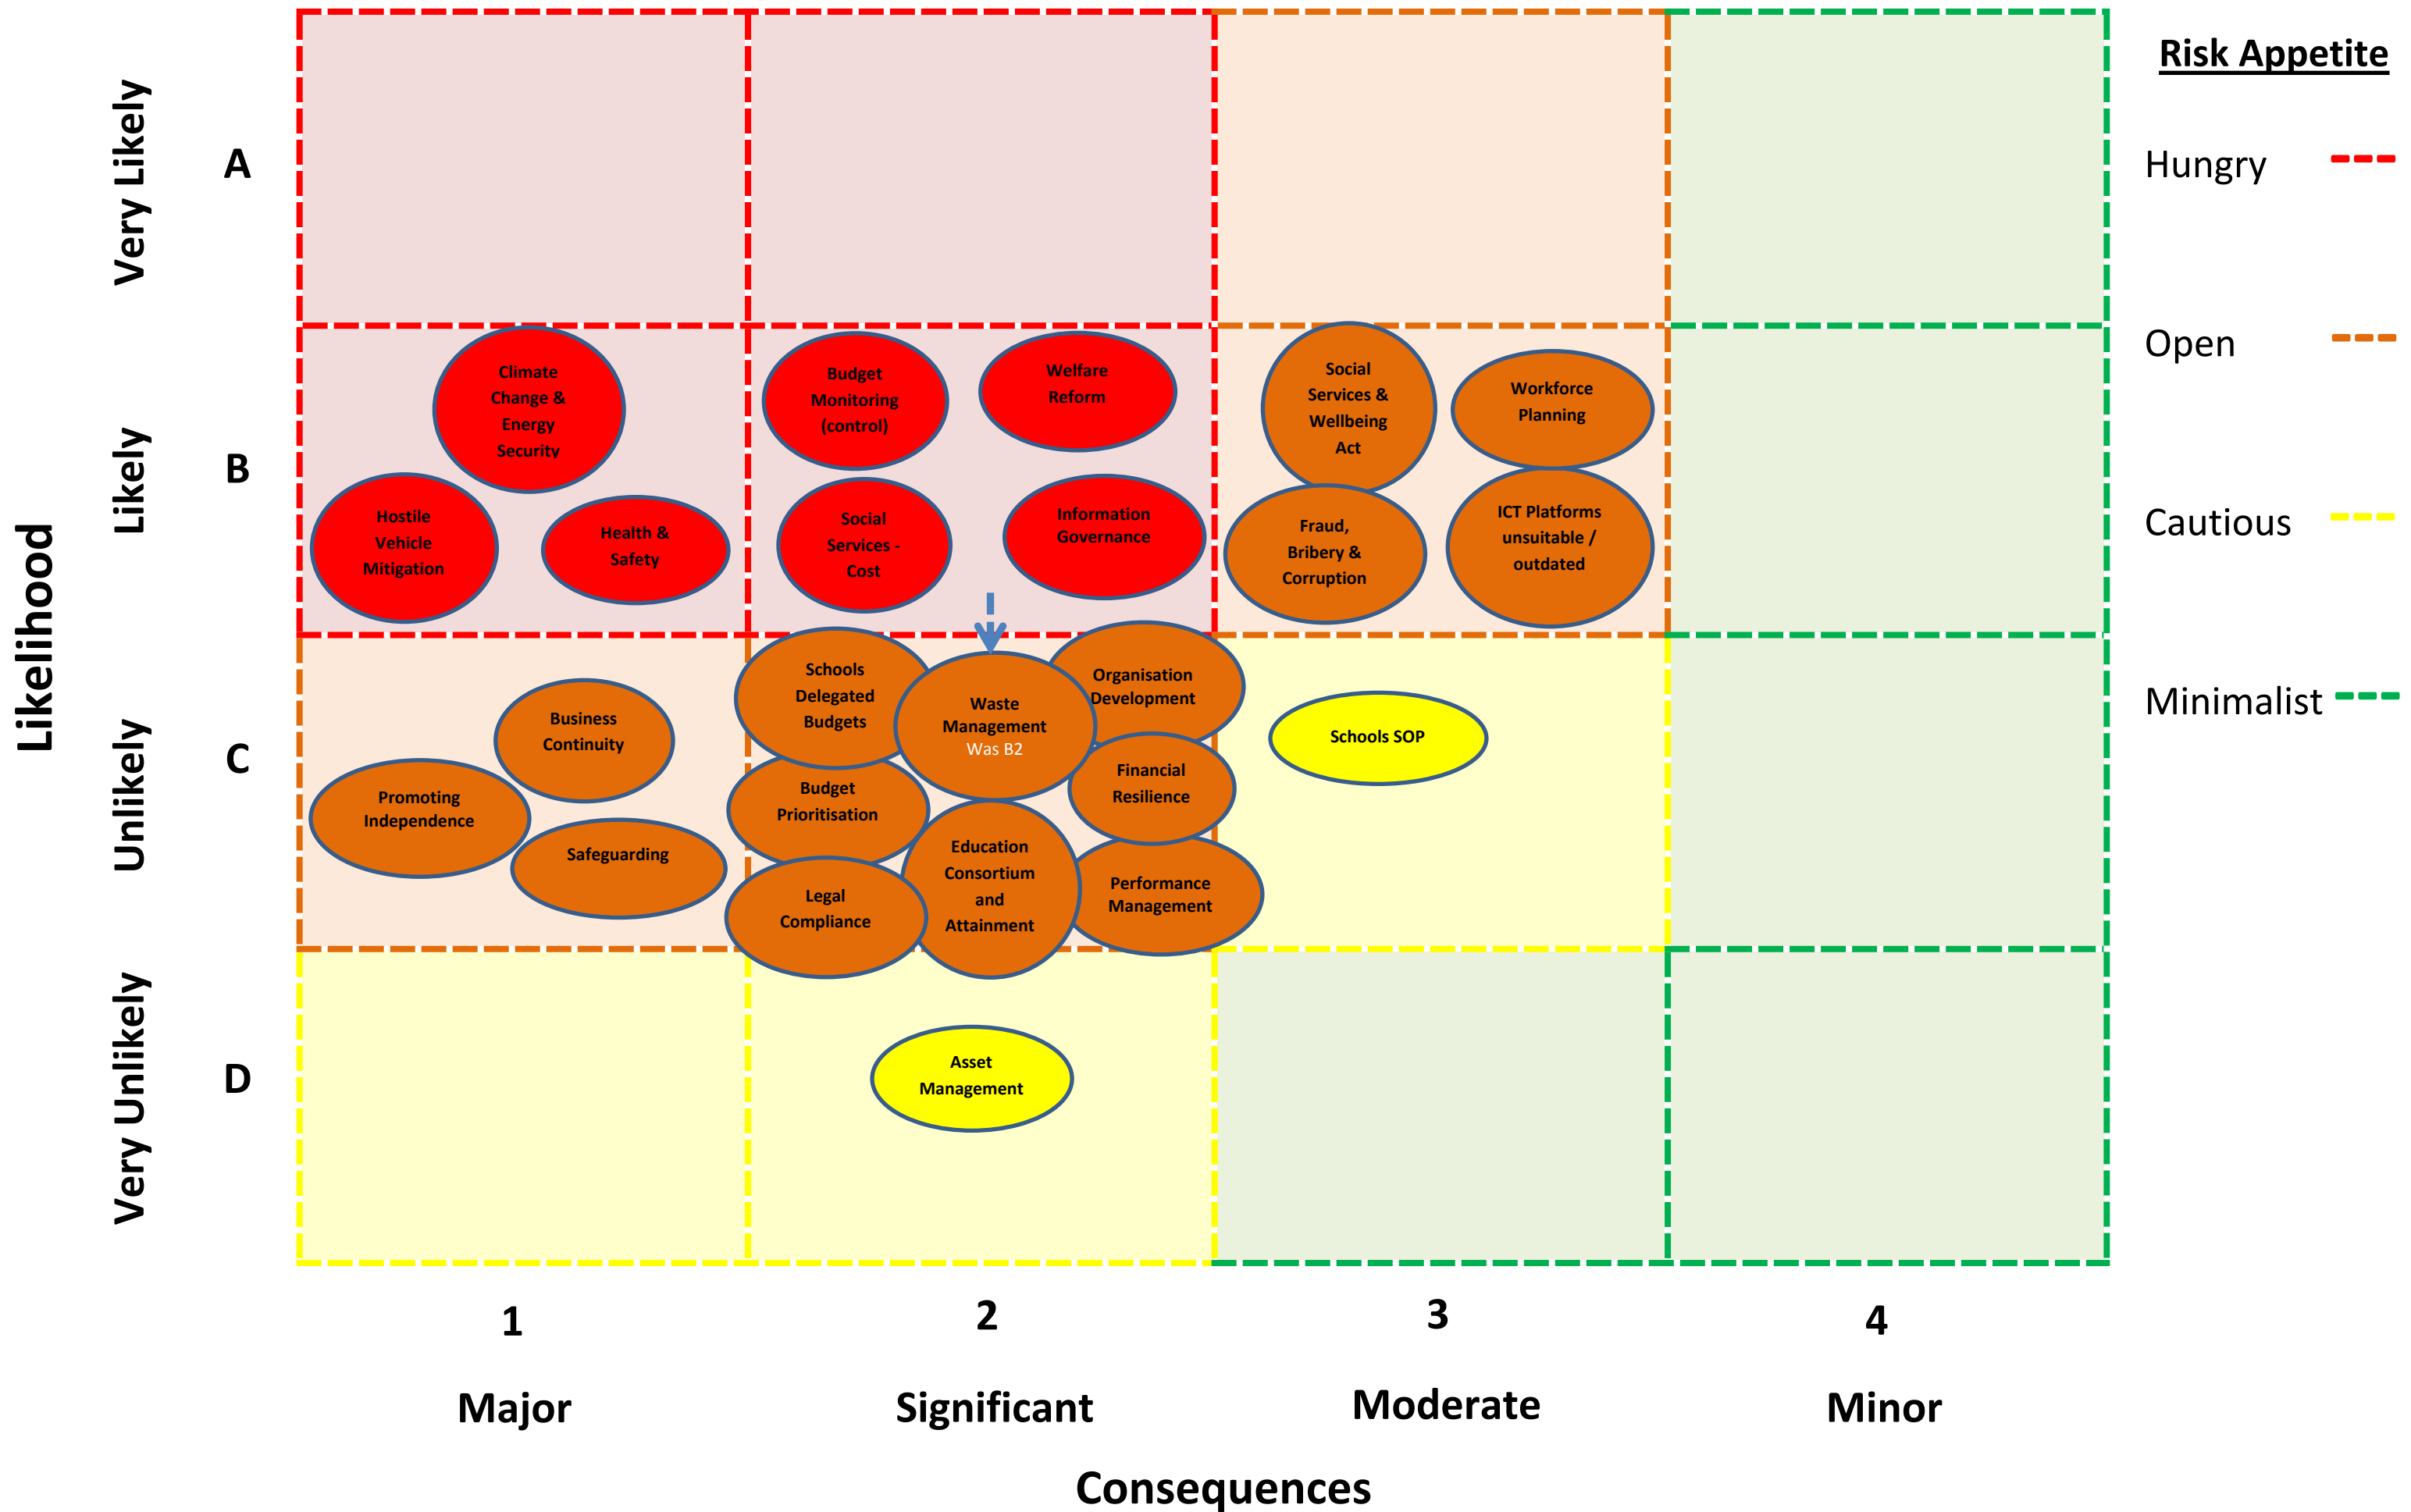 Risk Appetite
Hungry
Open
Cautious
Minimalist
Likelihood
Very Likely
A
Likely
B
Unlikely
C
Very Unlikely
D
Climate
Change &
Energy
Security
Hostile
Vehicle
Mitigation
Health &
Safety
Budget
Monitoring
(control)
Welfare
Reform
Social
Services -
Cost
Information
Governance
Social
Services &
Wellbeing
Act
Workforce
Planning
Fraud,
Bribery &
Corruption
ICT Platforms
unsuitable /
outdated
Business
Continuity
Promoting
Independence
Safeguarding
Schools
Delegated
Budgets
Waste
Management
Was B2
Organisation
Development
Budget
Prioritisation
Financial
Resilience
Education
Consortium
and
Attainment
Legal
Compliance
Performance
Management
Schools SOP
Asset
Management
1
2
3
4
Major
Significant
Moderate
Minor
Consequences